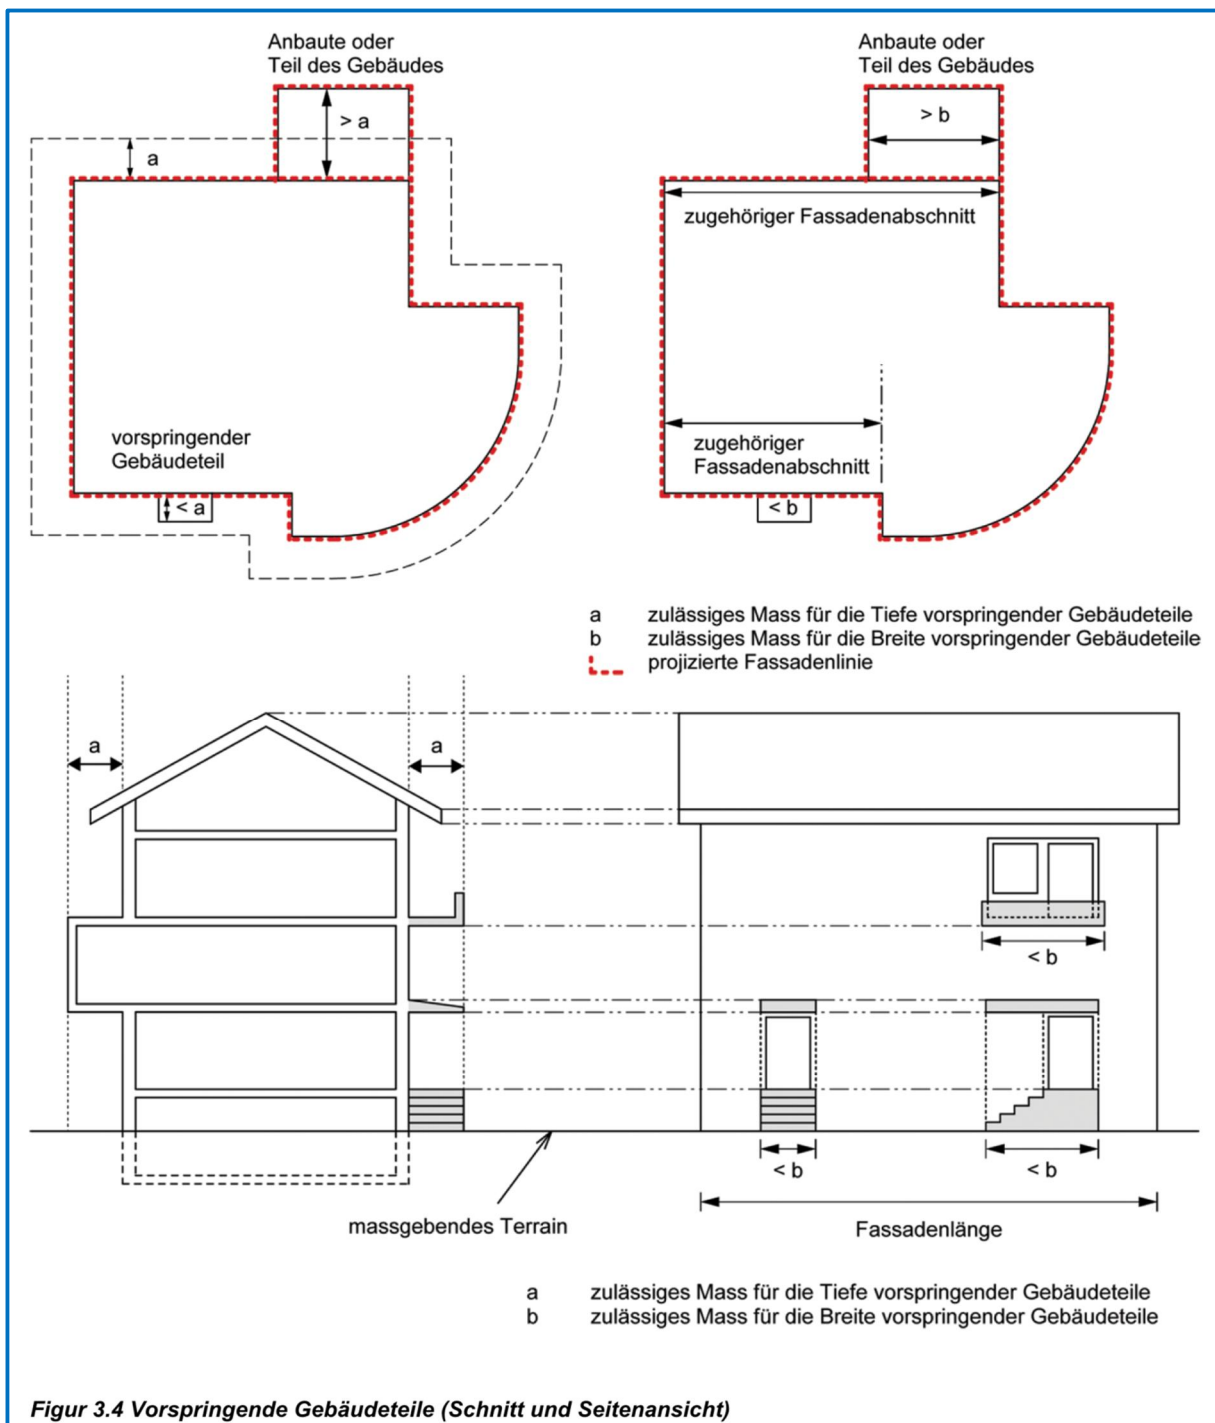 Anbaute oder
Teil des Gebäudes
> a
a
vorspringender
Gebäudeteil
< a
Anbaute oder
Teil des Gebäudes
> b
zugehöriger Fassadenabschnitt
zugehöriger
Fassadenabschnitt
< b
a zulässiges Mass für die Tiefe vorspringender Gebäudeteile
b zulässiges Mass für die Breite vorspringender Gebäudeteile
projizierte Fassadenlinie
a
a
< b
< b
< b
massgebendes Terrain
Fassadenlänge
a zulässiges Mass für die Tiefe vorspringender Gebäudeteile
b zulässiges Mass für die Breite vorspringender Gebäudeteile
Figur 3.4 Vorspringende Gebäudeteile (Schnitt und Seitenansicht)